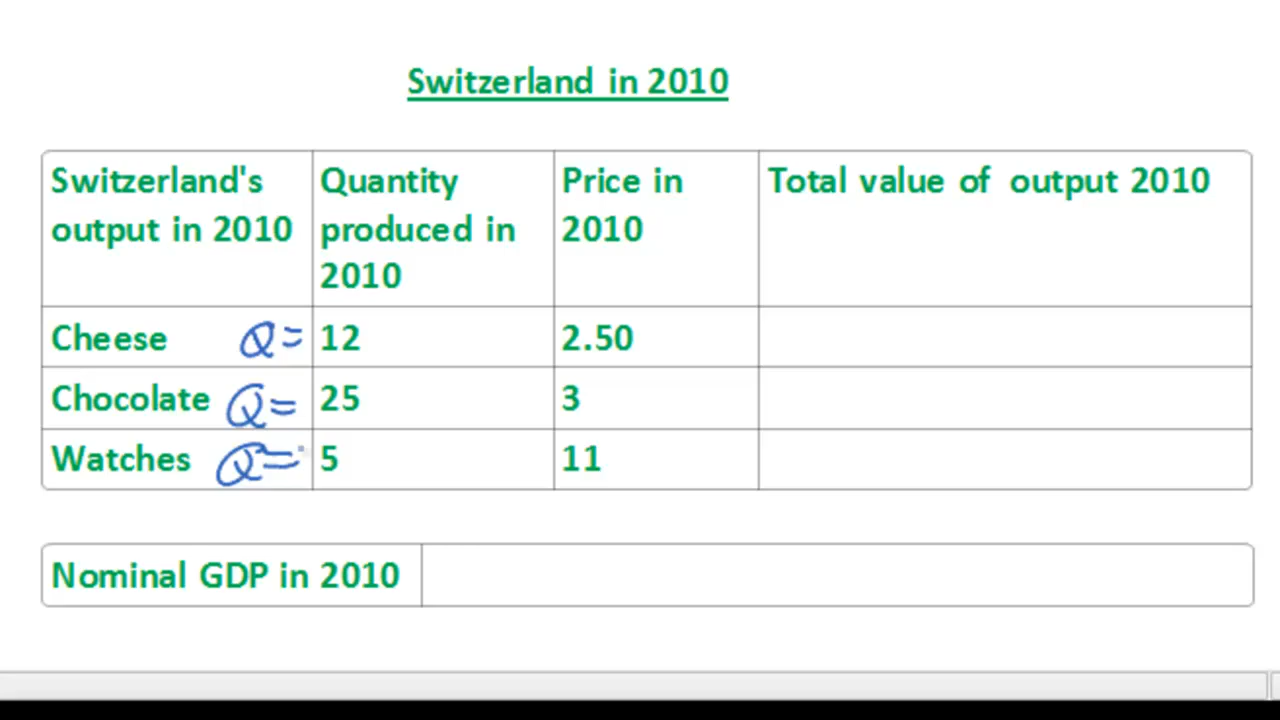 Switzerland in 2010
Switzerland's Quantity Price in Total value of output 2010
output in 2010 produced in 2010
2010
Cheese Q= 12 2.50
Chocolate Q= 25 3
Watches Q= 5 11
Nominal GDP in 2010